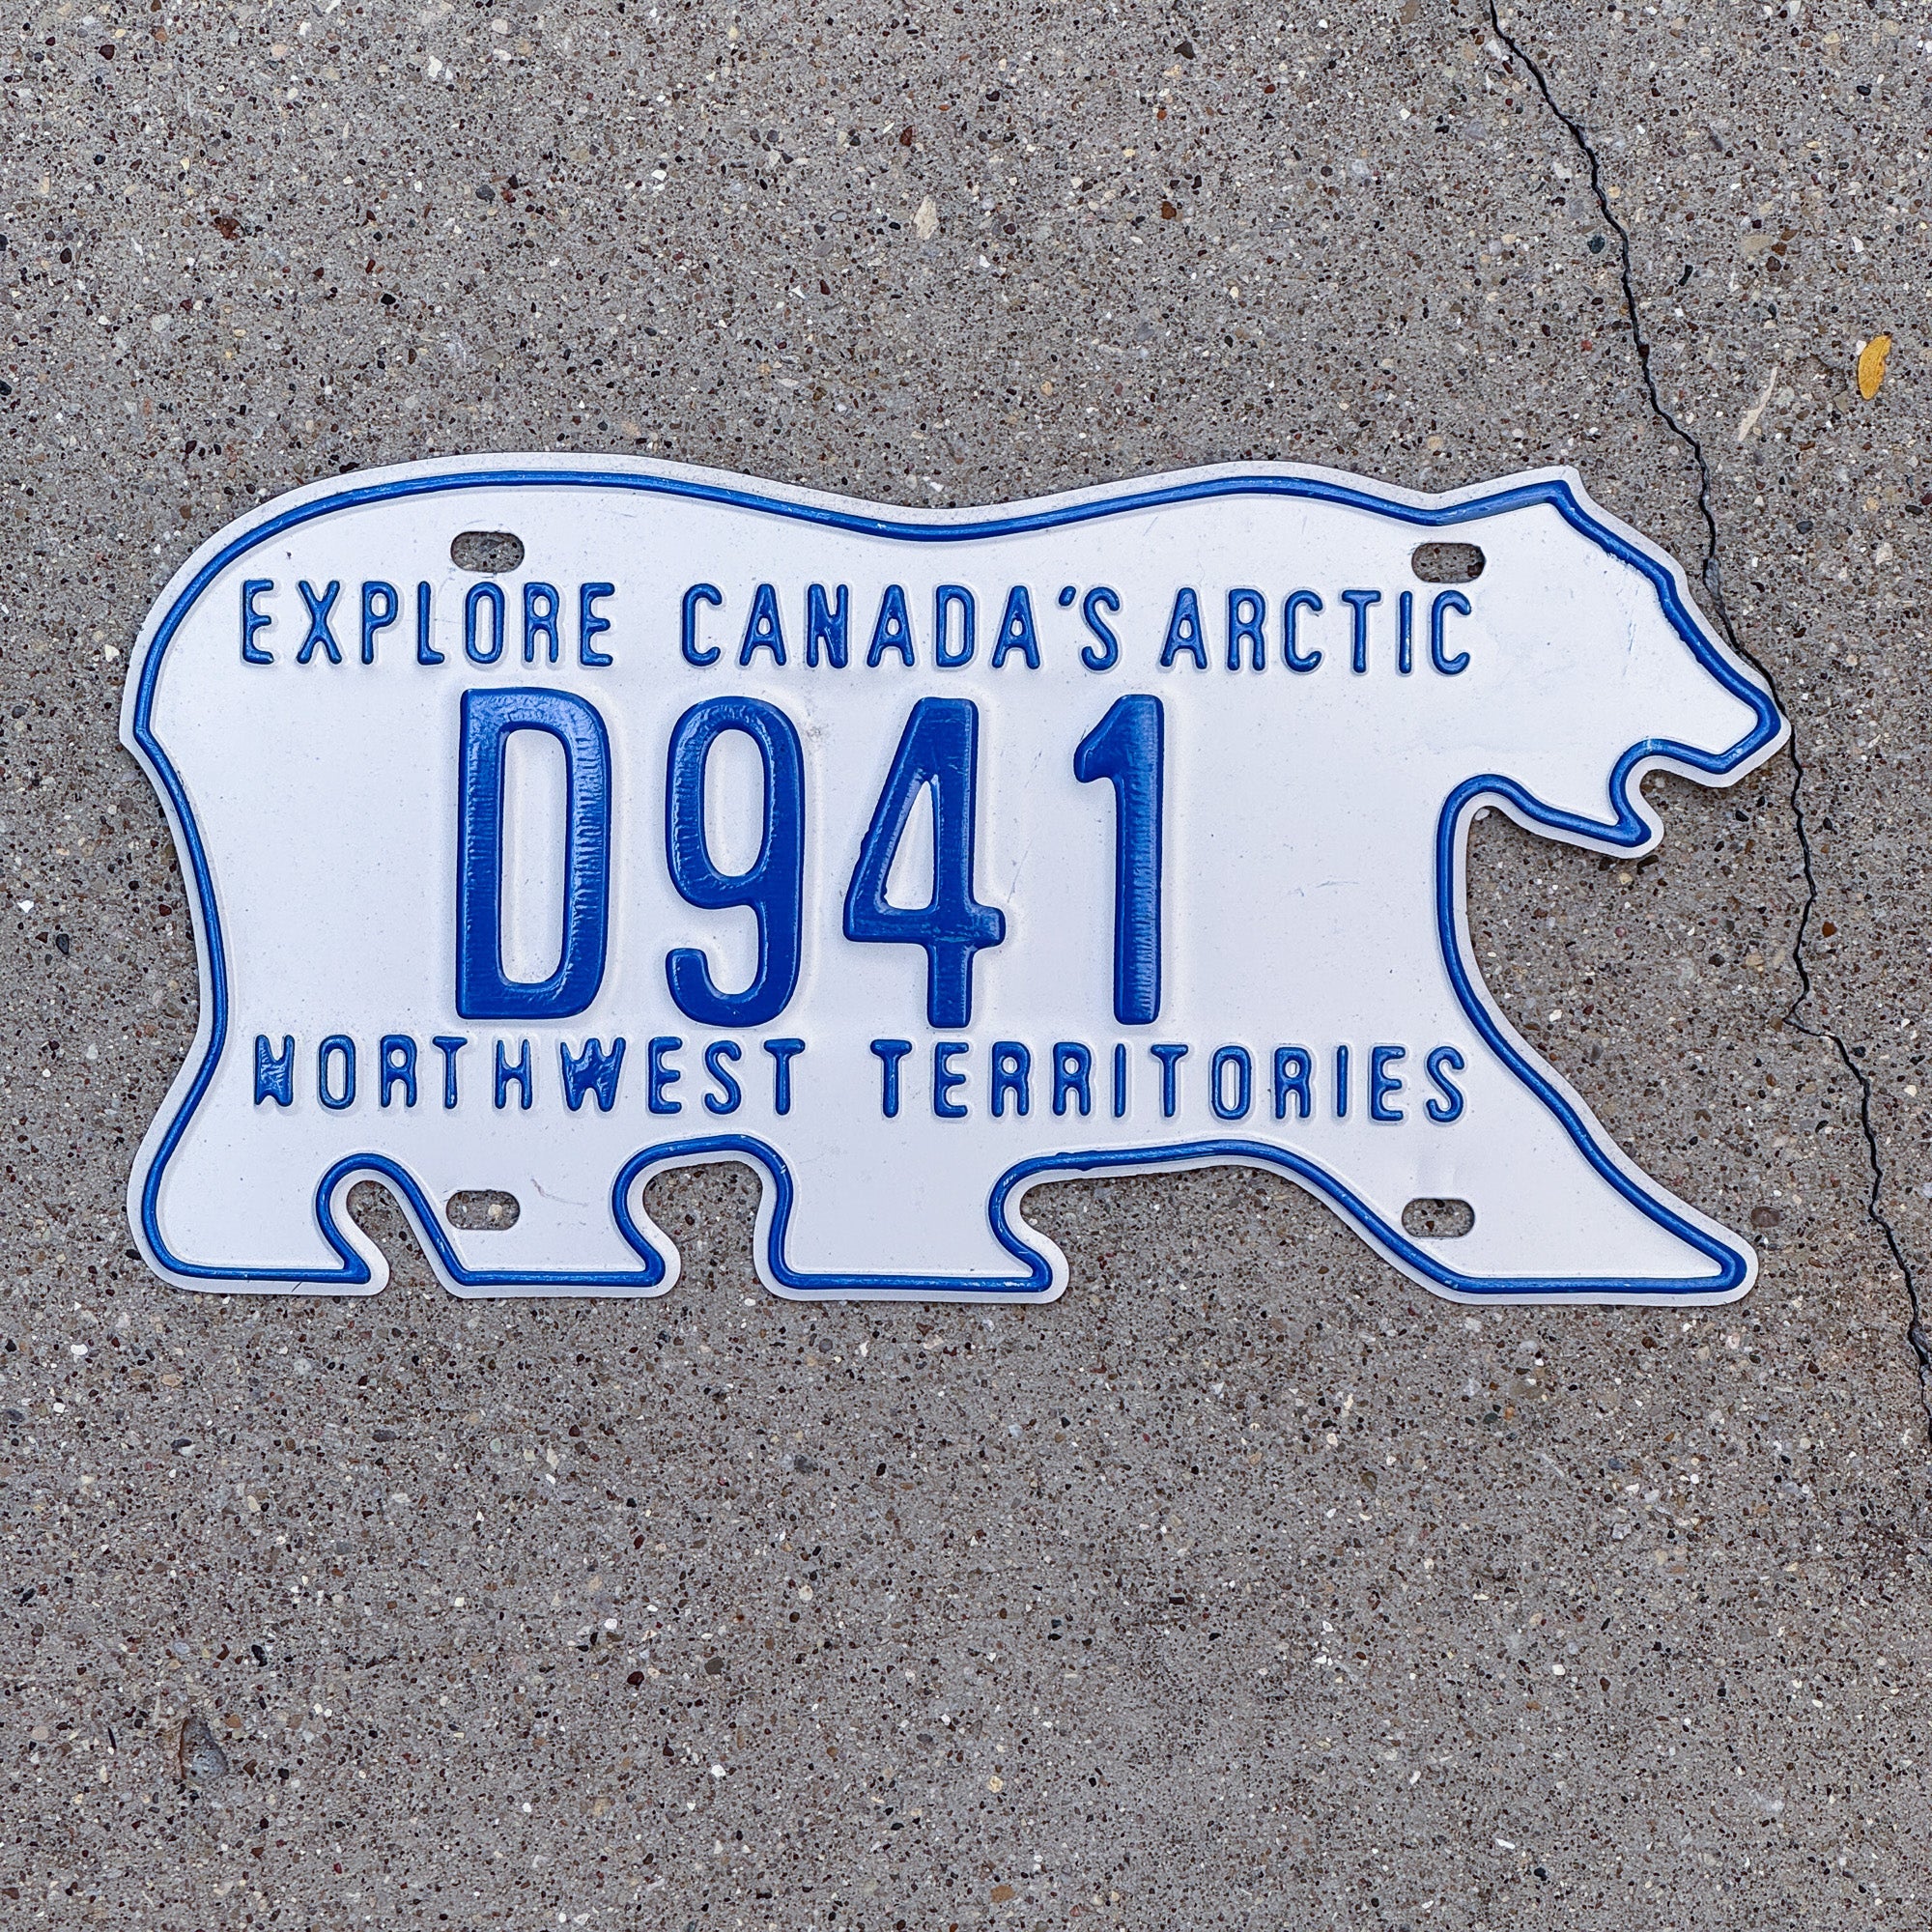 EXPLORE CANADA'S ARCTIC
D941
NORTHWEST TERRITORIES